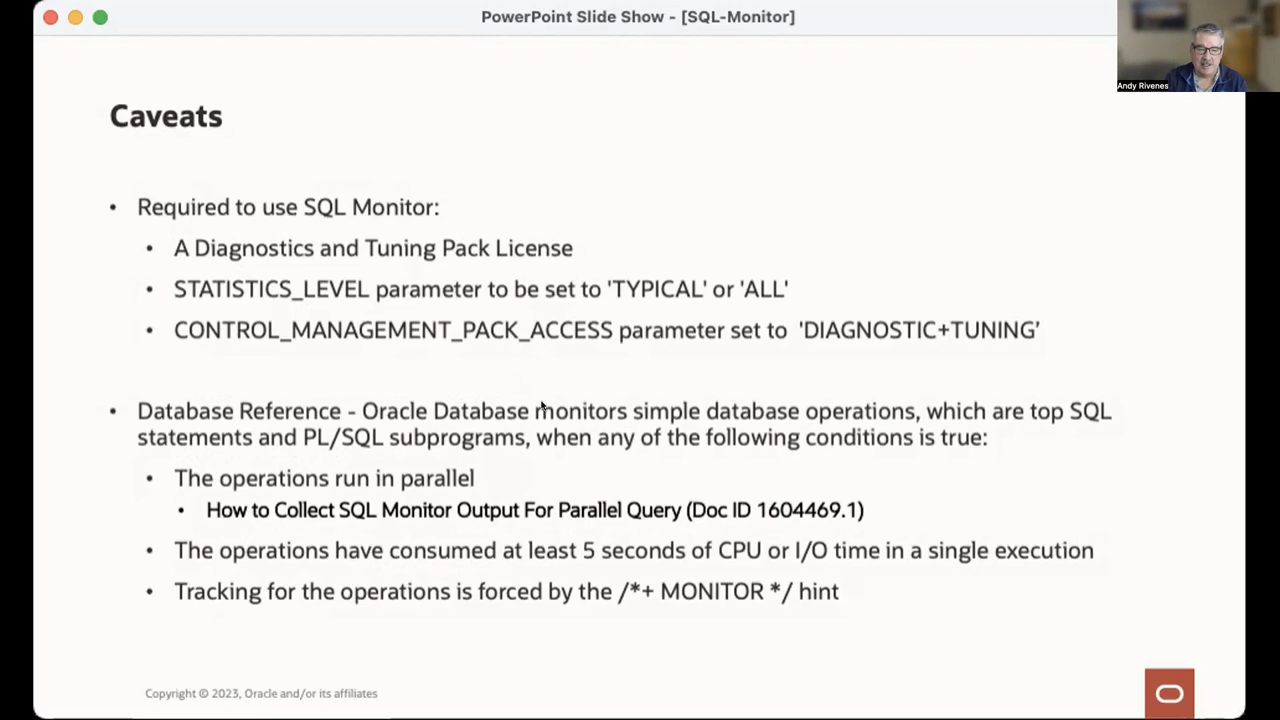 PowerPoint Slide Show - [SQL-Monitor]
Andy Rivenes
Caveats
• Required to use SQL Monitor:
• A Diagnostics and Tuning Pack License
• STATISTICS_LEVEL parameter to be set to 'TYPICAL' or 'ALL'
• CONTROL_MANAGEMENT_PACK_ACCESS parameter set to 'DIAGNOSTIC+TUNING’
• Database Reference - Oracle Database monitors simple database operations, which are top SQL
statements and PL/SQL subprograms, when any of the following conditions is true:
• The operations run in parallel
• How to Collect SQL Monitor Output For Parallel Query (Doc ID 1604469.1)
• The operations have consumed at least 5 seconds of CPU or I/O time in a single execution
• Tracking for the operations is forced by the /*+ MONITOR */ hint
Copyright © 2023, Oracle and/or its affiliates